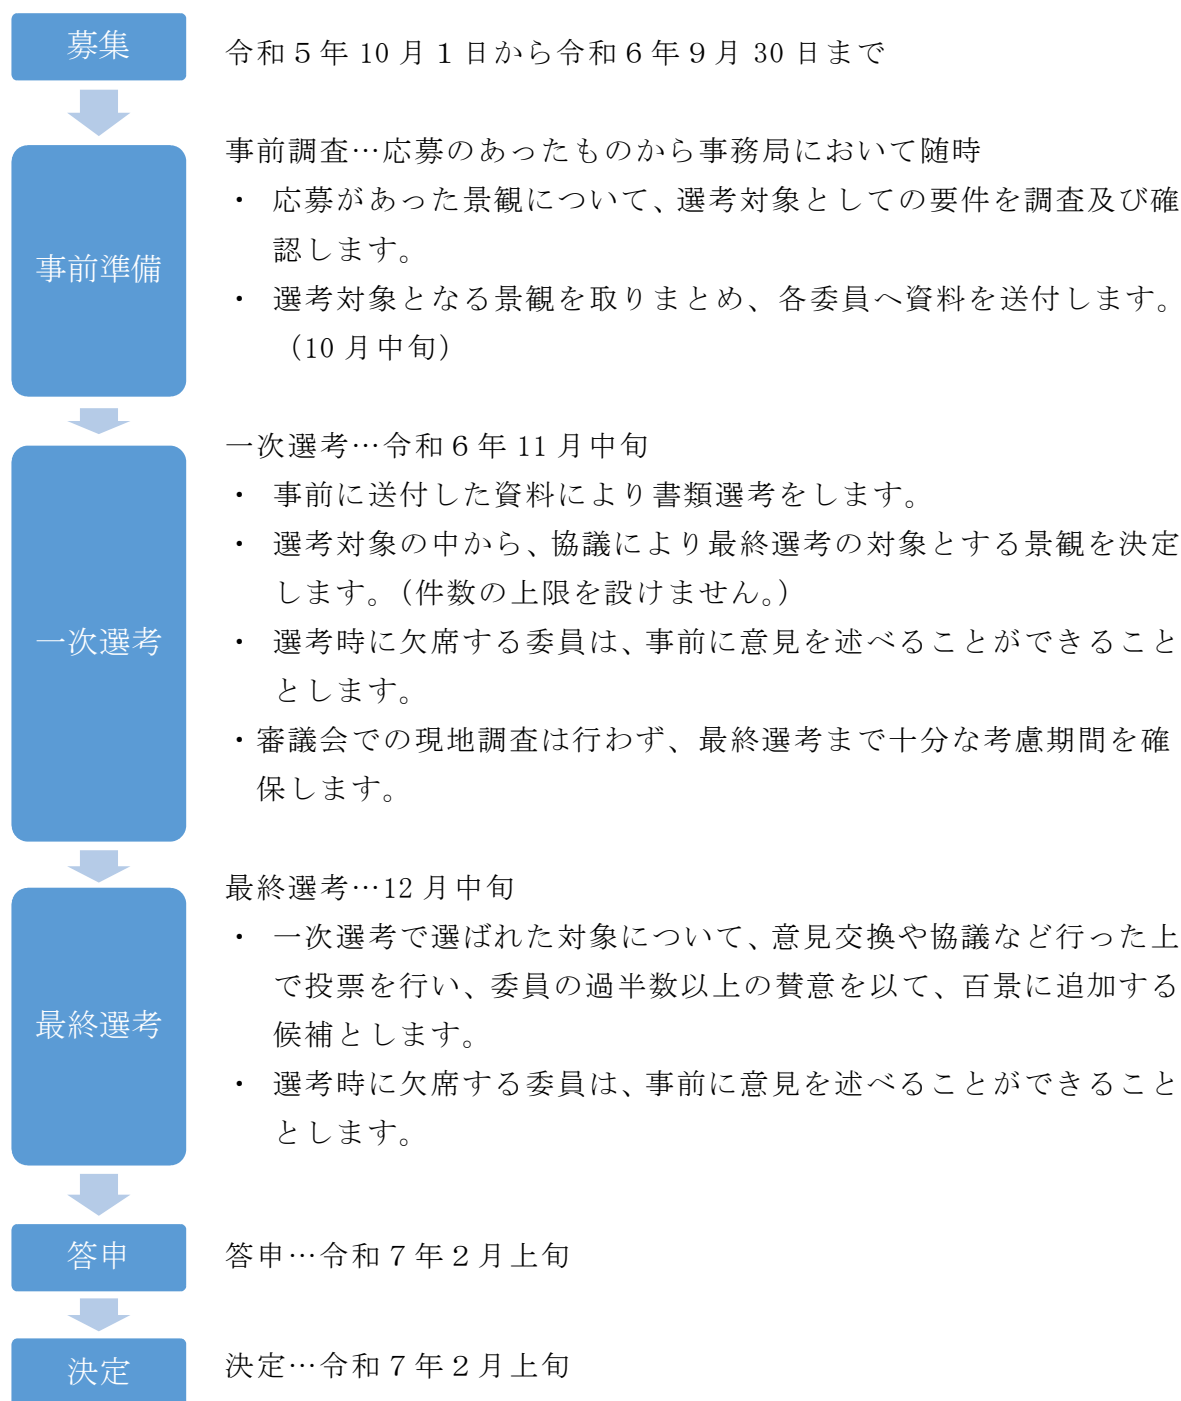 募集
令和５年 10 月１日から令和６年９月 30 日まで
事前準備
事前調査…応募のあったものから事務局において随時
・ 応募があった景観について、選考対象としての要件を調査及び確
認します。
・ 選考対象となる景観を取りまとめ、各委員へ資料を送付します。
（10 月中旬）
一次選考
一次選考…令和６年 11 月中旬
・ 事前に送付した資料により書類選考をします。
・ 選考対象の中から、協議により最終選考の対象とする景観を決定
します。（件数の上限を設けません。）
・ 選考時に欠席する委員は、事前に意見を述べることができること
とします。
・審議会での現地調査は行わず、最終選考まで十分な考慮期間を確
保します。
最終選考
最終選考…12 月中旬
・ 一次選考で選ばれた対象について、意見交換や協議など行った上
で投票を行い、委員の過半数以上の賛意を以て、百景に追加する
候補とします。
・ 選考時に欠席する委員は、事前に意見を述べることができること
とします。
答申
答申…令和７年２月上旬
決定
決定…令和７年２月上旬